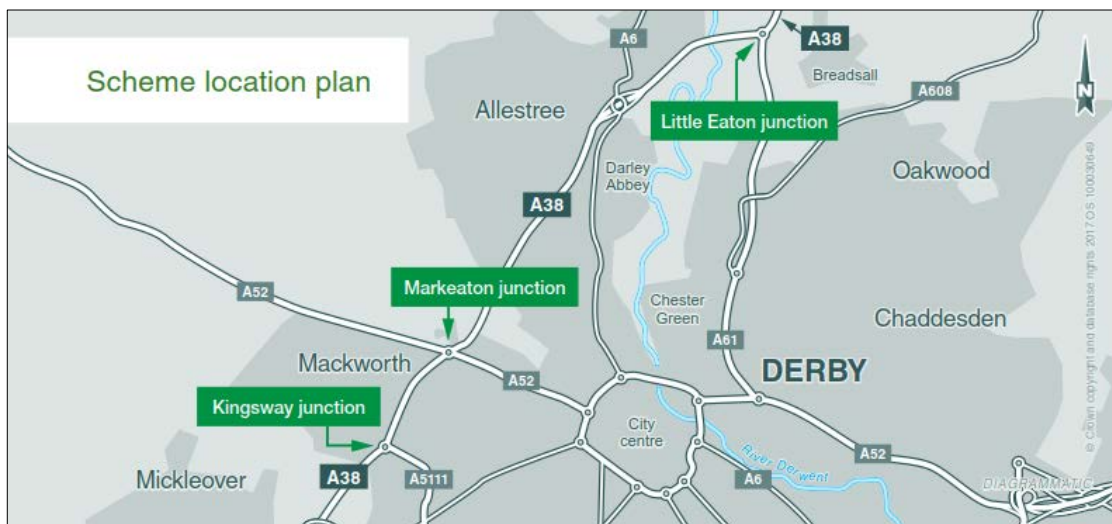 Scheme location plan
A6
A38
Breadsall
Allestree
Little Eaton junction
A608
N
Darley
Abbey
Oakwood
A38
A52
Markeaton junction
Chester
Green
Chaddesden
A61
Mackworth
A52
DERBY
Kingsway junction
City
centre
A38
A5111
Mickleover
River Derwent
A6
A52
DIAGRAMMATIC
© Crown copyright and database rights 2017 OS 100030649